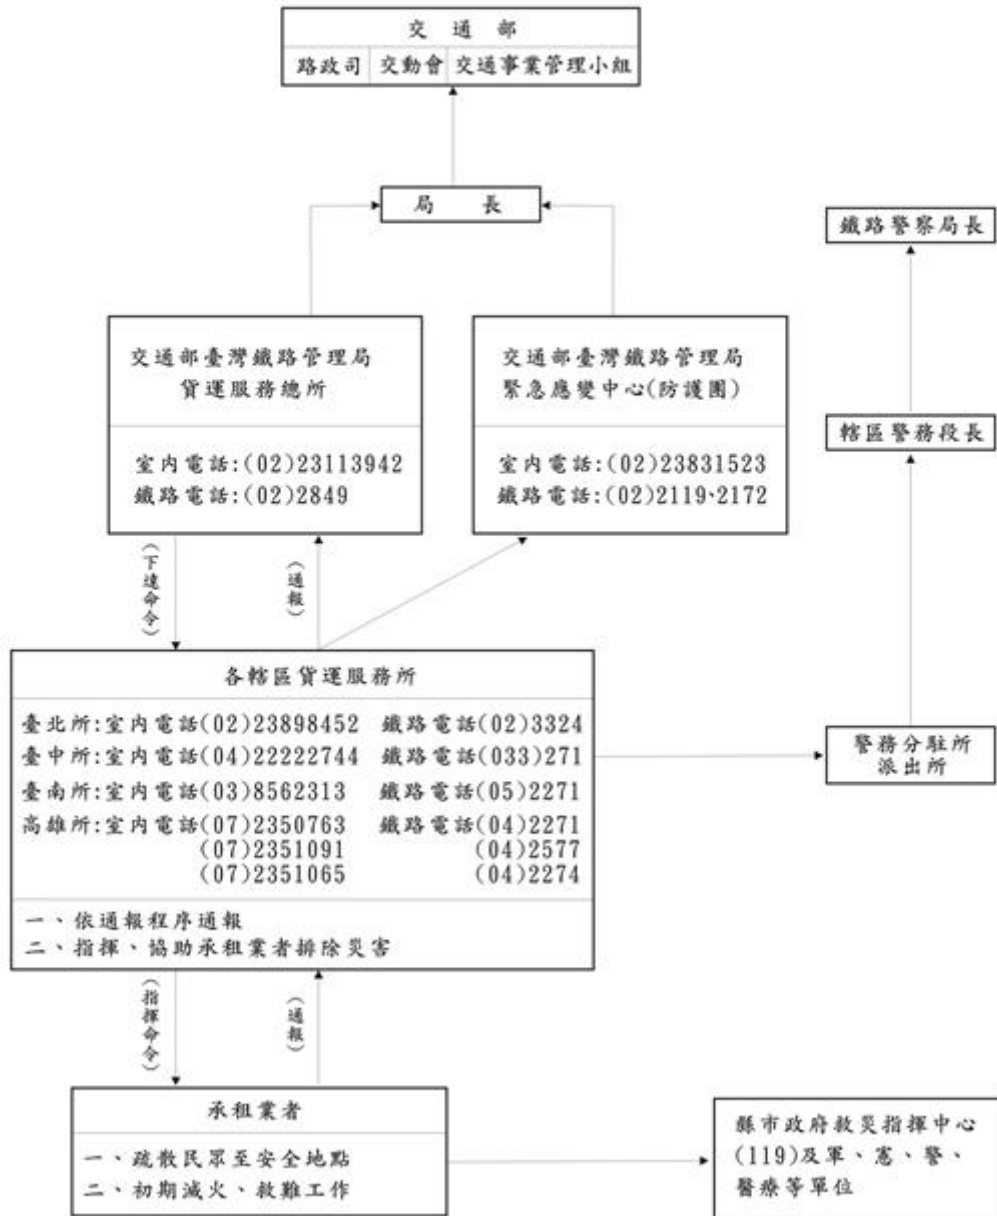 交通部
路政司 交動會 交通事業管理小組
局 長
鐵路警察局長
交通部臺灣鐵路管理局
貨運服務總所
室內電話:(02)23113942
鐵路電話:(02)2849
交通部臺灣鐵路管理局
緊急應變中心(防護團)
室內電話:(02)23831523
鐵路電話:(02)2119、2172
轄區警務段長
(下達命令)
(通報)
各轄區貨運服務所
臺北所:室內電話(02)23898452 鐵路電話(02)3324
臺中所:室內電話(04)22222744 鐵路電話(033)271
臺南所:室內電話(03)8562313 鐵路電話(05)2271
高雄所:室內電話(07)2350763 鐵路電話(04)2271
(07)2351091 (04)2577
(07)2351065 (04)2274
一、依通報程序通報
二、指揮、協助承租業者排除災害
警務分駐所
派出所
(指揮命令)
(通報)
承租業者
一、疏散民眾至安全地點
二、初期滅火、救難工作
縣市政府救災指揮中心
(119)及軍、憲、警、
醫療等單位